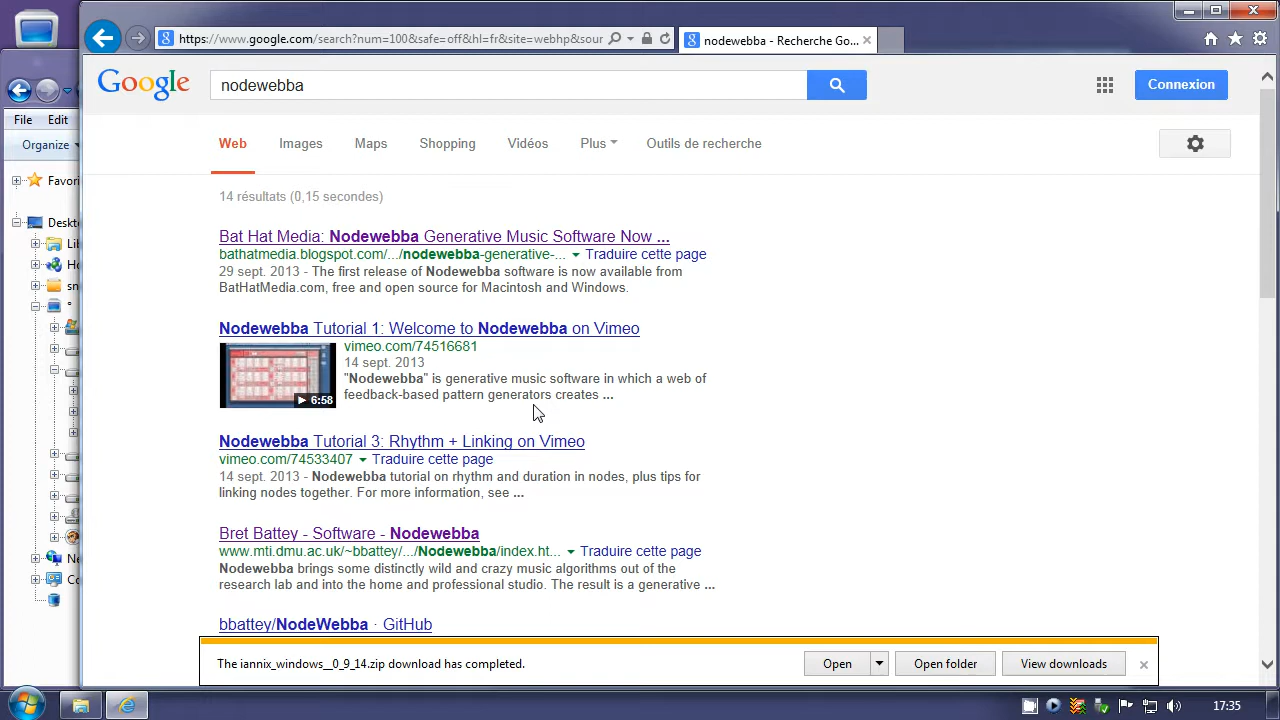 https://www.google.com/search?num=100&safe=off&hl=fr&site=webhp&sour
nodewebba - Recherche Go...
Google
nodewebba
Connexion
File Edit
Organize
Web Images Maps Shopping Vidéos Plus Outils de recherche
14 résultats (0,15 secondes)
Favori
Deskt
Lil
sn
Ne
Bat Hat Media: Nodewebba Generative Music Software Now ...
bathatmedia.blogspot.com/.../nodewebba-generative-... Traduire cette page
29 sept. 2013 - The first release of Nodewebba software is now available from
BatHatMedia.com, free and open source for Macintosh and Windows.
Nodewebba Tutorial 1: Welcome to Nodewebba on Vimeo
vimeo.com/74516681
14 sept. 2013
"Nodewebba" is generative music software in which a web of
feedback-based pattern generators creates ...
6:58
Nodewebba Tutorial 3: Rhythm + Linking on Vimeo
vimeo.com/74533407 Traduire cette page
14 sept. 2013 - Nodewebba tutorial on rhythm and duration in nodes, plus tips for
linking nodes together. For more information, see ...
Bret Battey - Software - Nodewebba
www.mti.dmu.ac.uk/~bbattey/.../Nodewebba/index.ht... Traduire cette page
Nodewebba brings some distinctly wild and crazy music algorithms out of the
research lab and into the home and professional studio. The result is a generative ...
bbattey/NodeWebba · GitHub
The iannix_windows__0_9_14.zip download has completed.
Open Open folder View downloads
17:35